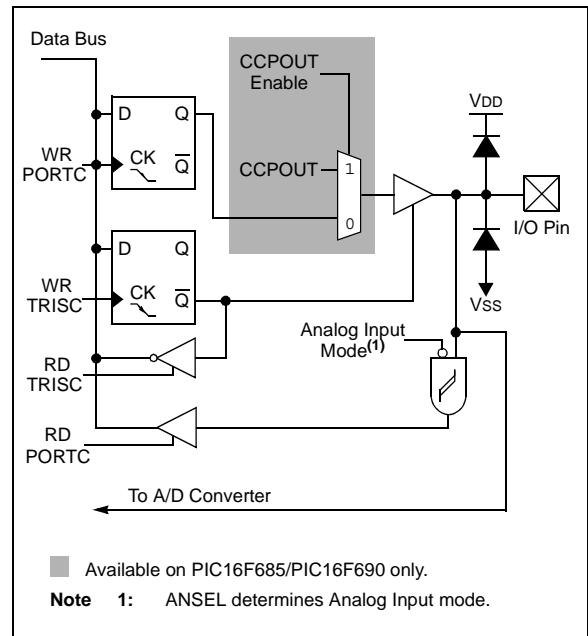 Data Bus
CCPOUT
Enable
VDD
D Q
CK Q
WR
PORTC
CCPOUT
1
0
I/O Pin
D Q
CK Q
WR
TRISC
VSS
Analog Input
Mode(1)
RD
TRISC
RD
PORTC
To A/D Converter
Available on PIC16F685/PIC16F690 only.
Note 1: ANSEL determines Analog Input mode.